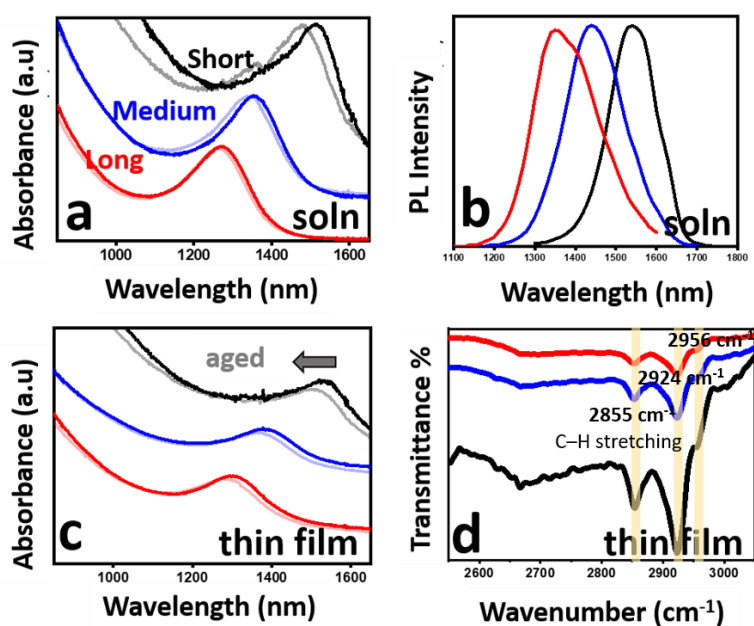 Absorbance (a.u)
Short
Medium
Long
a
soln
1000 1200 1400 1600
Wavelength (nm)
PL Intensity
b
soln
1100 1200 1300 1400 1500 1600 1700 1800
Wavelength (nm)
Absorbance (a.u)
aged
c
thin film
1000 1200 1400 1600
Wavelength (nm)
Transmittance %
2956 cm⁻¹
2924 cm⁻¹
2855 cm⁻¹
C–H stretching
d
thin film
2600 2700 2800 2900 3000
Wavenumber (cm⁻¹)